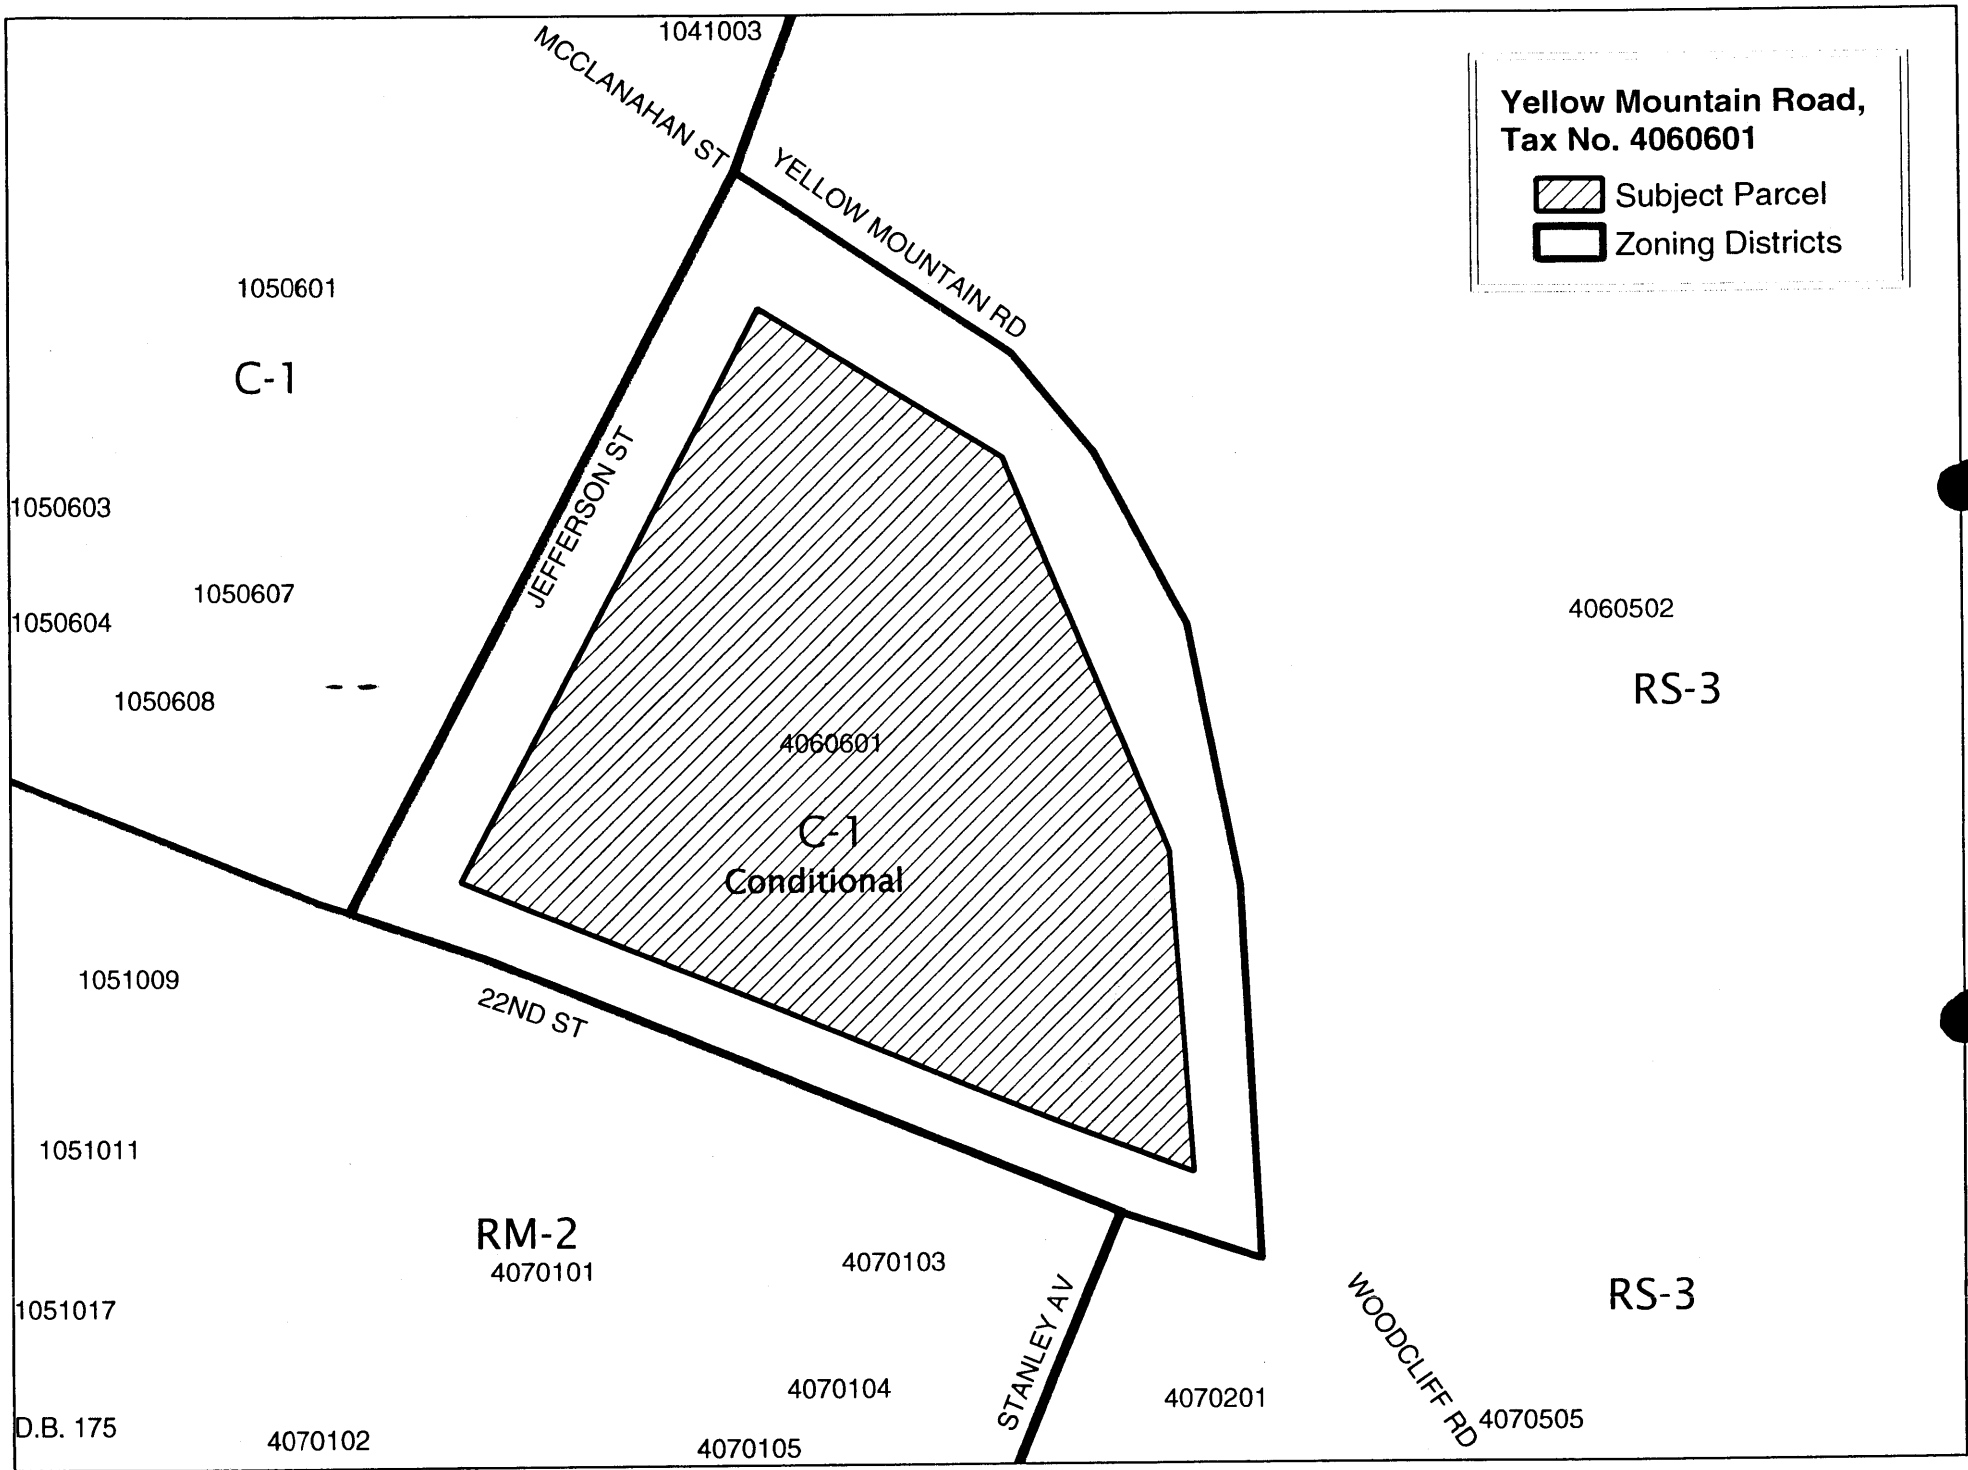 1041003
MCCLANAHAN ST
Yellow Mountain Road,
Tax No. 4060601
Subject Parcel
Zoning Districts
YELLOW MOUNTAIN RD
1050601
C-1
JEFFERSON ST
1050603
1050607
1050604
4060502
1050608
RS-3
4060601
C-1
Conditional
1051009
22ND ST
1051011
RM-2
4070101
4070103
1051017
STANLEY AV
WOODCLIFF RD
RS-3
4070104
4070201
4070505
D.B. 175
4070102
4070105